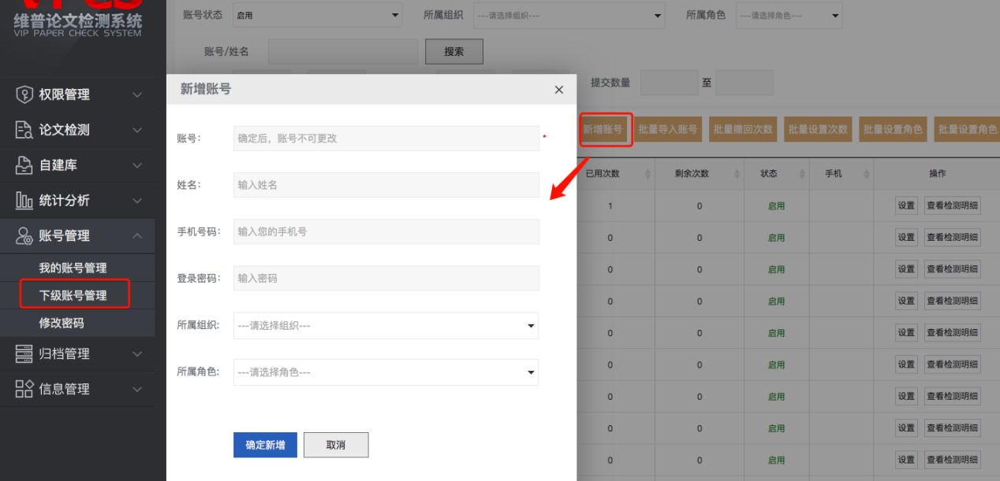 VPCS
维普论文检测系统
VIP PAPER CHECK SYSTEM
权限管理
论文检测
自建库
统计分析
账号管理
我的账号管理
下级账号管理
修改密码
归档管理
信息管理
账号状态 启用 所属组织 ---请选择组织--- 所属角色 ---请选择角色---
账号/姓名 搜索
提交数量 至
新增账号 批量导入账号 批量撤回次数 批量设置次数 批量设置角色 批量设置角色
已用次数 剩余次数 状态 手机 操作
1 0 启用 设置 查看检测明细
0 0 启用 设置 查看检测明细
0 0 启用 设置 查看检测明细
0 0 启用 设置 查看检测明细
0 0 启用 设置 查看检测明细
0 0 启用 设置 查看检测明细
0 0 启用 设置 查看检测明细
0 0 启用 设置 查看检测明细
0 0 启用 设置 查看检测明细
新增账号 ×
账号： 确定后，账号不可更改 *
姓名： 输入姓名
手机号码： 输入您的手机号
登录密码： 输入密码
所属组织: ---请选择组织---
所属角色: ---请选择角色---
确定新增 取消